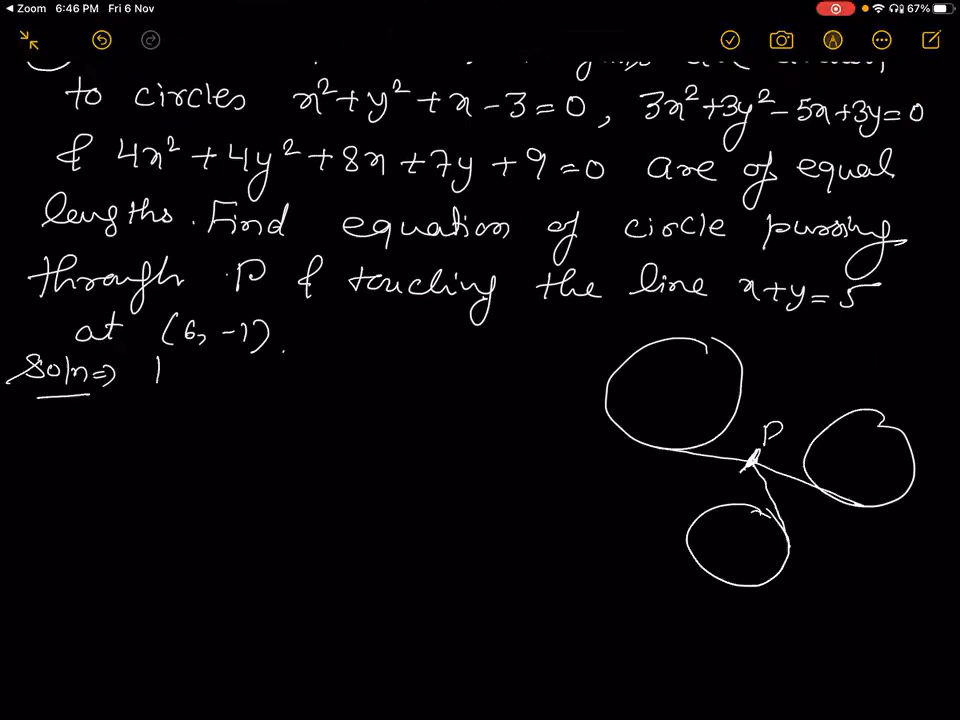 Zoom 6:46 PM Fri 6 Nov 67%
to circles x²+y²+x-3=0, 3x²+3y²-5x+3y=0
& 4x²+4y²+8x+7y+9=0 are of equal
lengths. Find equation of circle passing
through P & touching the line x+y=5
at (6,-1).
Soln⇒
P